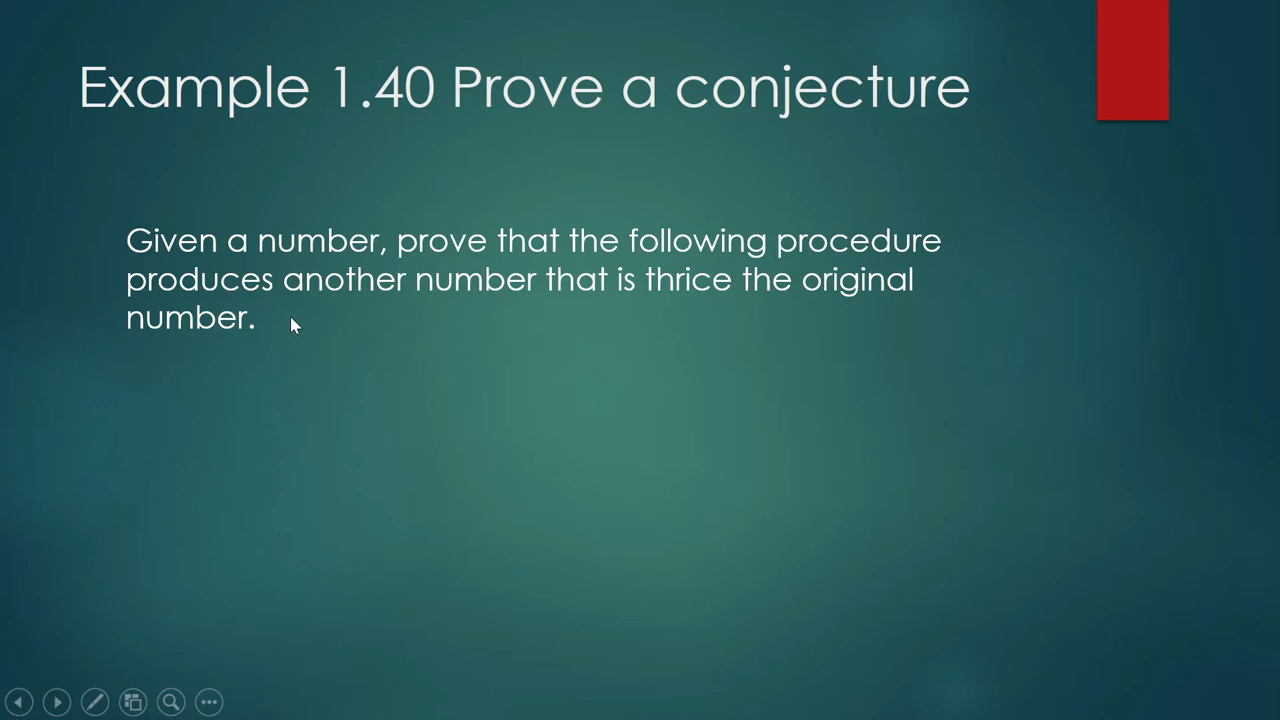 Example 1.40 Prove a conjecture
Given a number, prove that the following procedure
produces another number that is thrice the original
number.